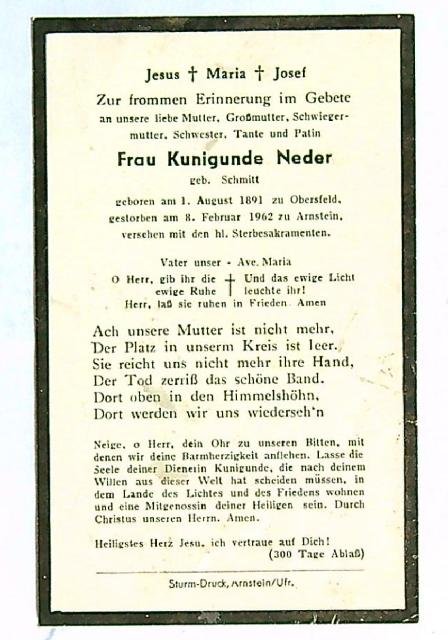 Jesus † Maria † Josef
Zur frommen Erinnerung im Gebete
an unsere liebe Mutter, Großmutter, Schwieger-
mutter, Schwester, Tante und Patin
Frau Kunigunde Neder
geb. Schmitt
geboren am 1. August 1891 zu Obersfeld,
gestorben am 8. Februar 1962 zu Arnstein,
versehen mit den hl. Sterbesakramenten.
Vater unser - Ave. Maria
O Herr, gib ihr die † Und das ewige Licht
ewige Ruhe leuchte ihr!
Herr, laß sie ruhen in Frieden. Amen
Ach unsere Mutter ist nicht mehr,
Der Platz in unserm Kreis ist leer.
Sie reicht uns nicht mehr ihre Hand,
Der Tod zerriß das schöne Band.
Dort oben in den Himmelshöhn,
Dort werden wir uns wiederseh'n
Neige, o Herr, dein Ohr zu unseren Bitten, mit
denen wir deine Barmherzigkeit anflehen. Lasse die
Seele deiner Dienerin Kunigunde, die nach deinem
Willen aus dieser Welt hat scheiden müssen, in
dem Lande des Lichtes und des Friedens wohnen
und eine Mitgenossin deiner Heiligen sein. Durch
Christus unseren Herrn. Amen.
Heiligstes Herz Jesu, ich vertraue auf Dich!
(300 Tage Ablaß)
Sturm-Druck, Arnstein/Ufr.